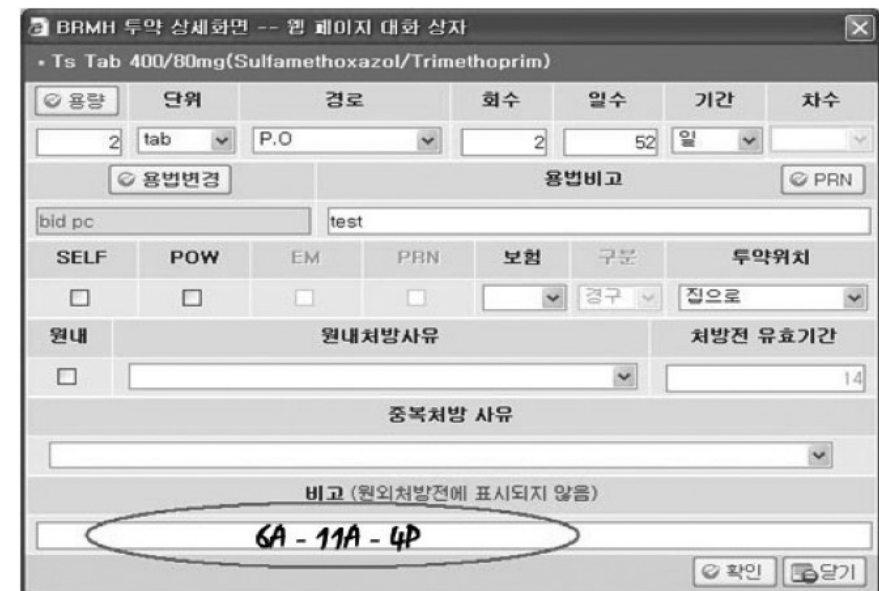 BRMH 투약 상세화면 -- 웹 페이지 대화 상자
• Ts Tab 400/80mg(Sulfamethoxazol/Trimethoprim)
용량 단위 경로 회수 일수 기간 차수
2 tab P.O 2 52 일
용법변경 용법비고 PRN
bid pc test
SELF POW EM PRN 보험 구분 투약위치
경구 집으로
원내 원내처방사유 처방전 유효기간
14
중복처방 사유
비고 (원외처방전에 표시되지 않음)
6A - 11A - 4P
확인 닫기